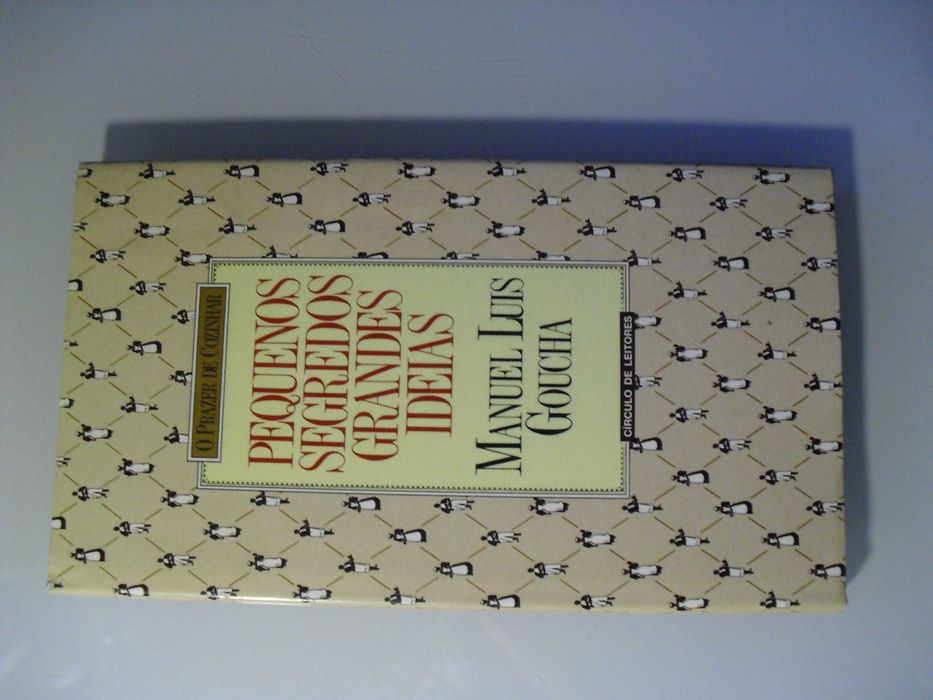 O PRAZER DE COZINHAR
PEQUENOS
SEGREDOS
GRANDES
IDEIAS
MANUEL LUIS
GOUCHA
CÍRCULO DE LEITORES